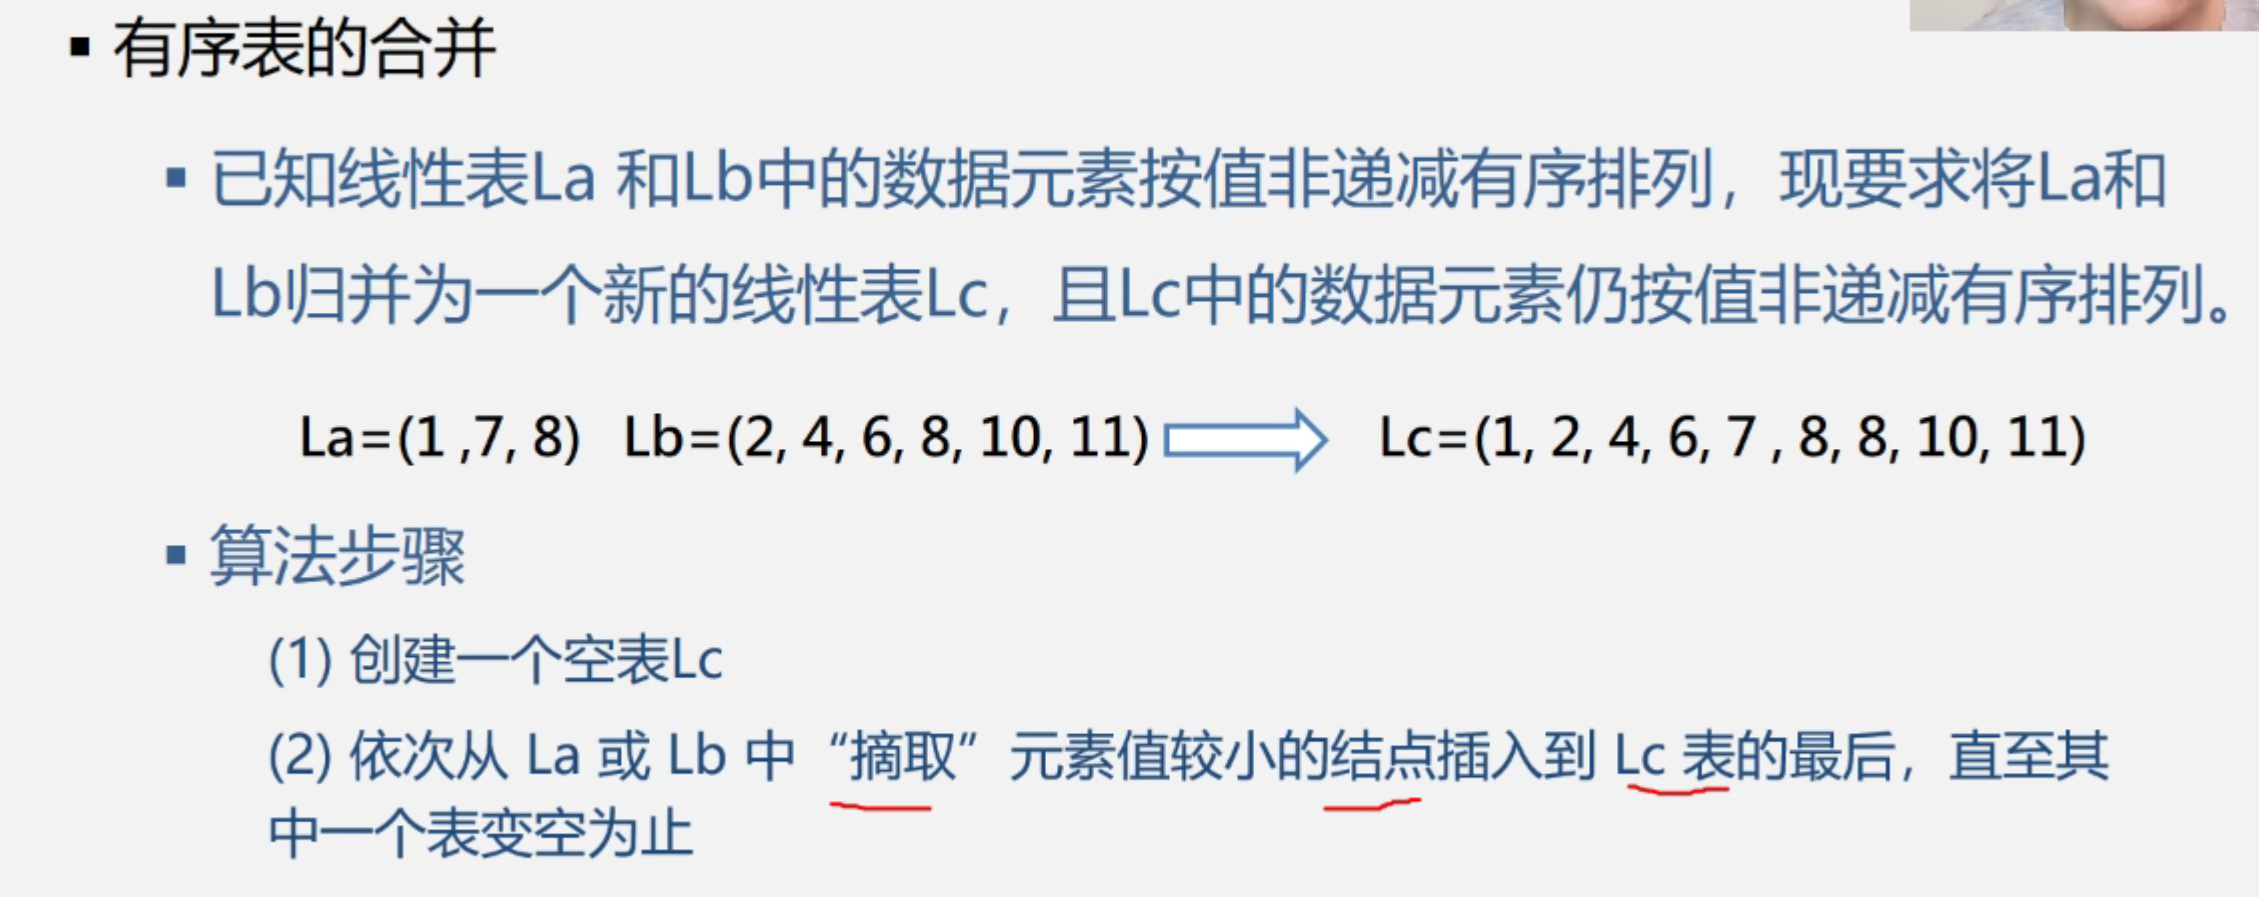 ▪ 有序表的合并
▪ 已知线性表La 和Lb中的数据元素按值非递减有序排列，现要求将La和
Lb归并为一个新的线性表Lc，且Lc中的数据元素仍按值非递减有序排列。
La=(1 ,7, 8) Lb=(2, 4, 6, 8, 10, 11) Lc=(1, 2, 4, 6, 7 , 8, 8, 10, 11)
▪ 算法步骤
(1) 创建一个空表Lc
(2) 依次从 La 或 Lb 中“摘取”元素值较小的结点插入到 Lc 表的最后，直至其
中一个表变空为止